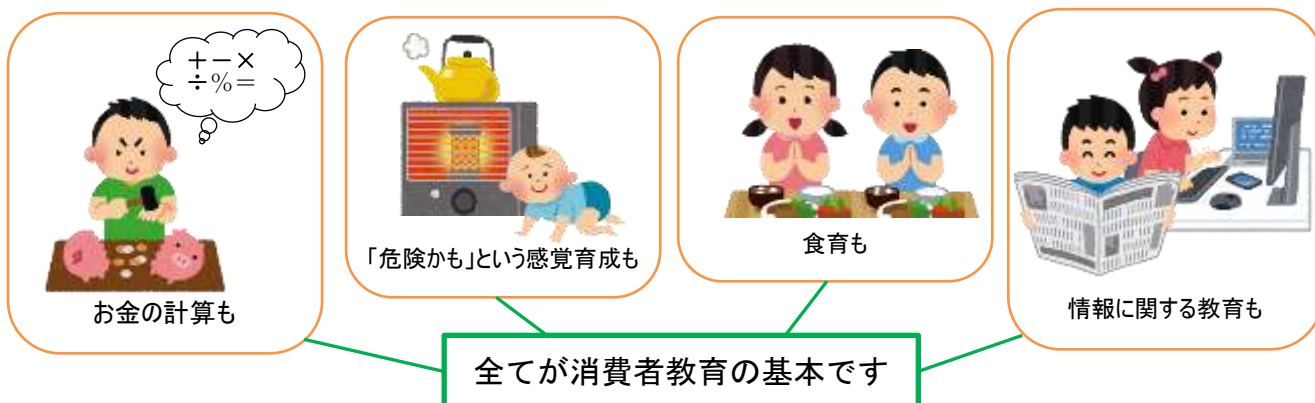 +-×
÷%=
お金の計算も
「危険かも」という感覚育成も
食育も
情報に関する教育も
全てが消費者教育の基本です